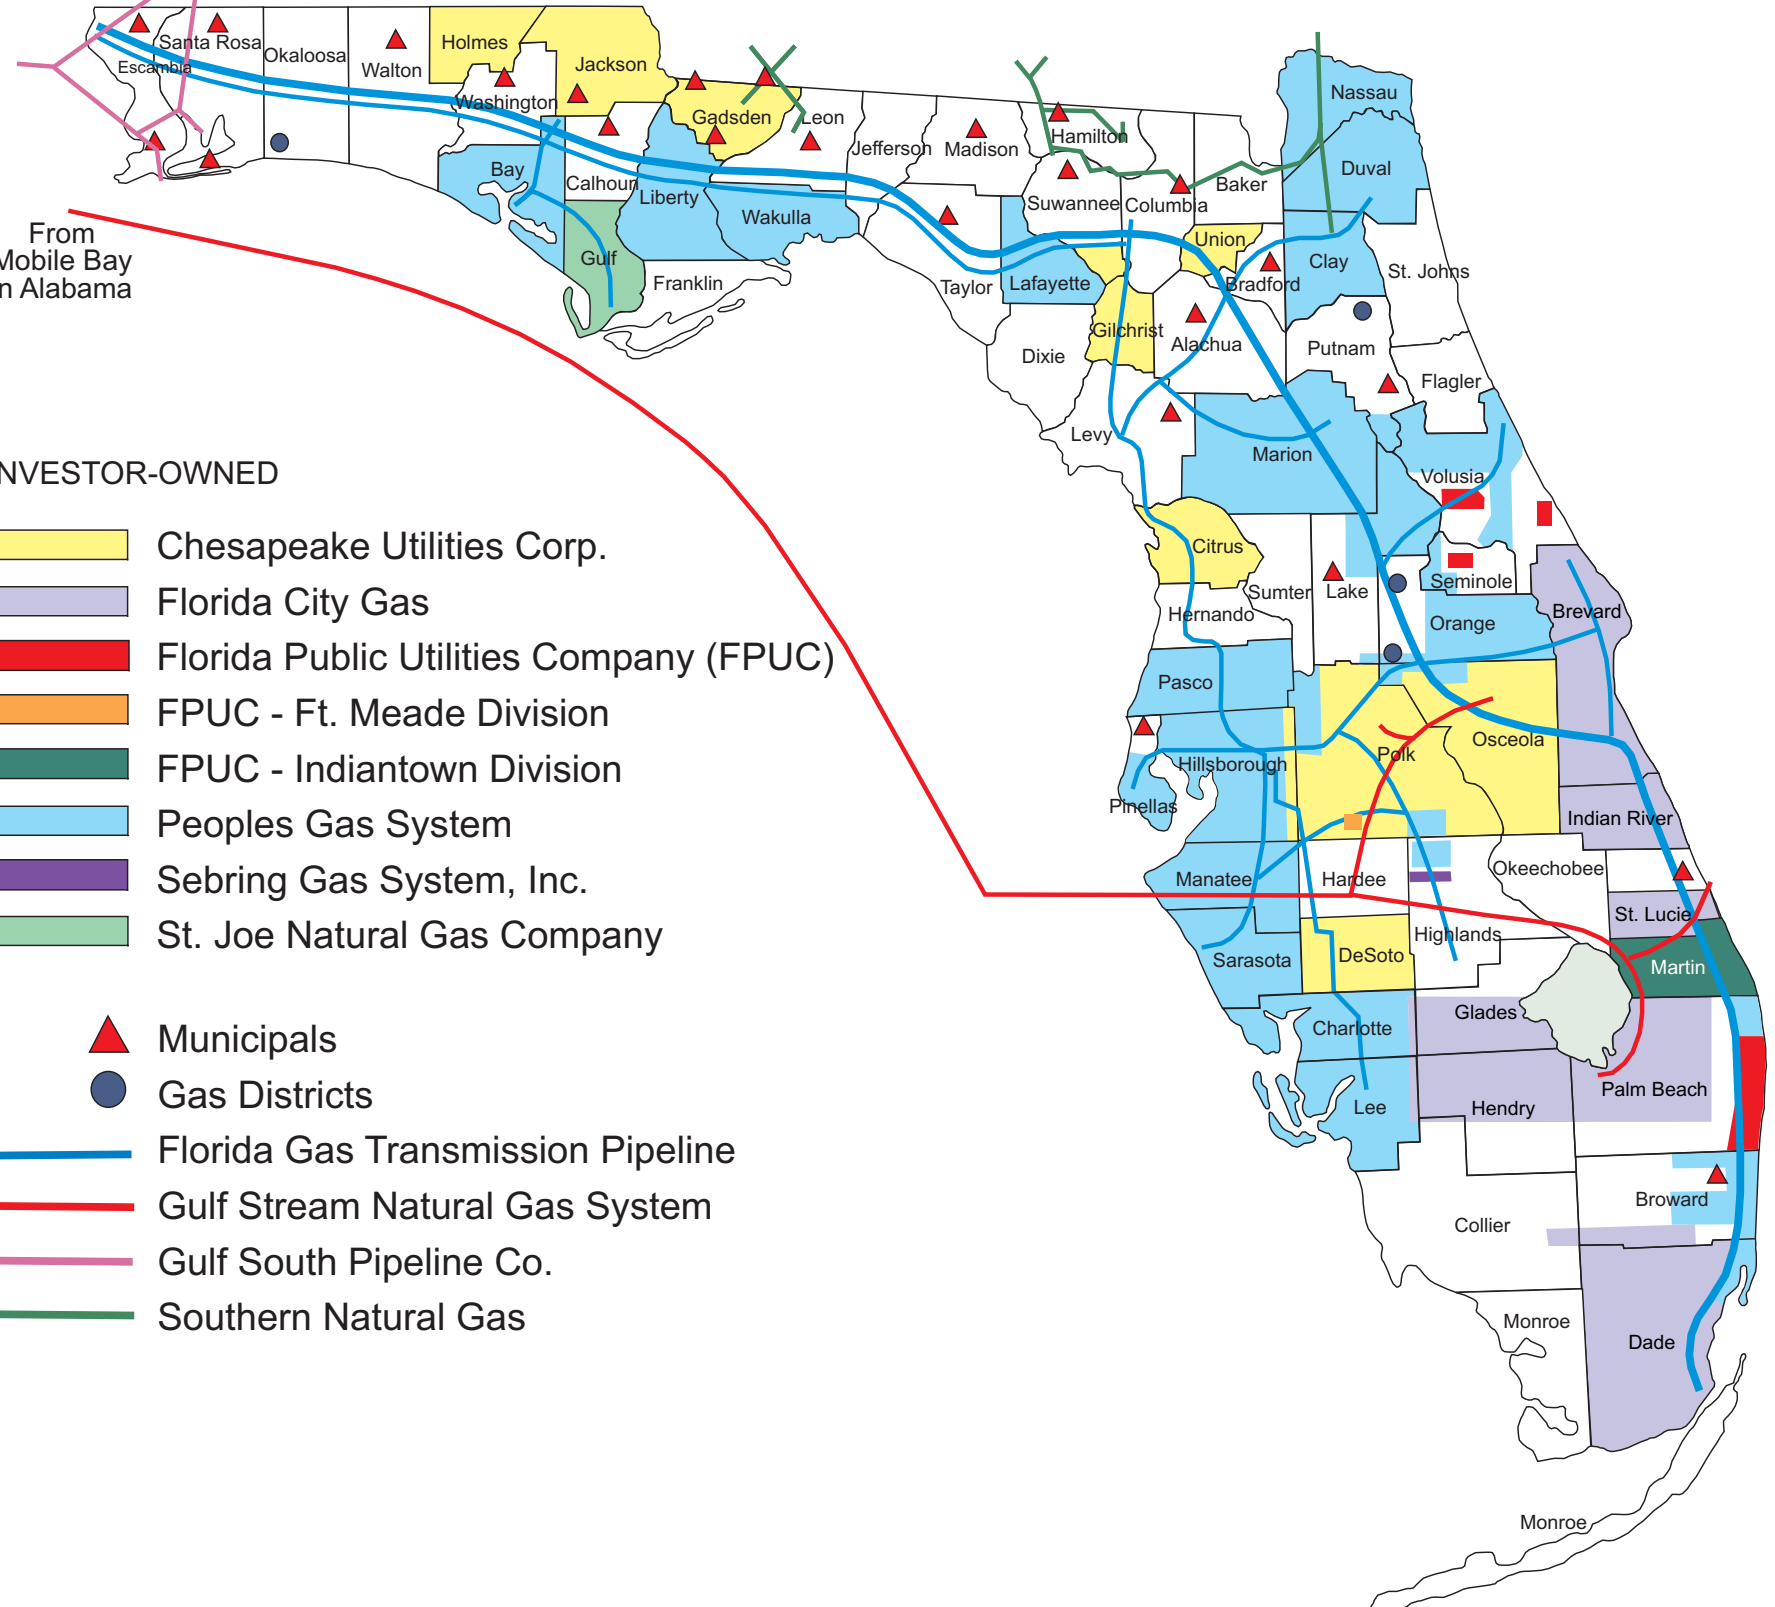 Santa Rosa
Escambia
Okaloosa
Walton
Holmes
Washington
Jackson
Gadsden
Leon
Jefferson
Madison
Hamilton
Nassau
Duval
Baker
Bay
Calhoun
Liberty
Wakulla
Suwannee
Columbia
Union
Gulf
Franklin
Taylor
Lafayette
Bradford
Clay
St. Johns
From
Mobile Bay
n Alabama
Gilchrist
Dixie
Alachua
Putnam
Flagler
Levy
Marion
Volusia
Citrus
Sumter
Lake
Seminole
Hernando
Orange
Brevard
Pasco
Polk
Osceola
Hillsborough
Pinellas
Indian River
Manatee
Hardee
Okeechobee
St. Lucie
Highlands
Sarasota
DeSoto
Martin
Charlotte
Glades
Lee
Hendry
Palm Beach
Broward
Collier
Monroe
Dade
Monroe
NVESTOR-OWNED
Chesapeake Utilities Corp.
Florida City Gas
Florida Public Utilities Company (FPUC)
FPUC - Ft. Meade Division
FPUC - Indiantown Division
Peoples Gas System
Sebring Gas System, Inc.
St. Joe Natural Gas Company
Municipals
Gas Districts
Florida Gas Transmission Pipeline
Gulf Stream Natural Gas System
Gulf South Pipeline Co.
Southern Natural Gas